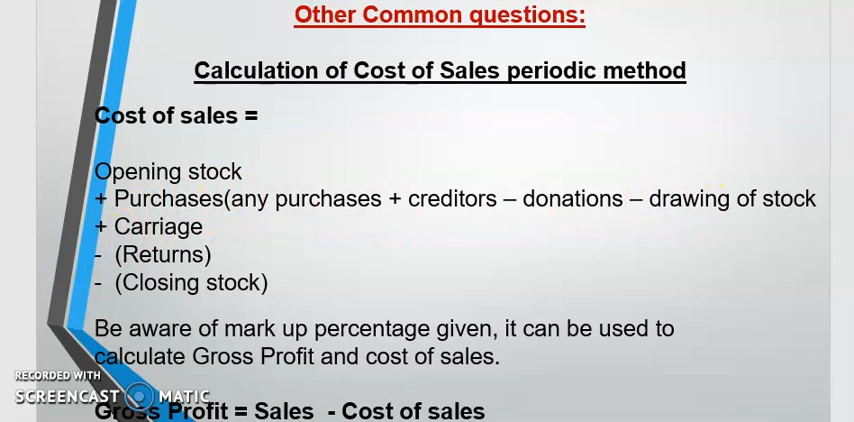 Other Common questions:
Calculation of Cost of Sales periodic method
Cost of sales =
Opening stock
+ Purchases(any purchases + creditors – donations – drawing of stock
+ Carriage
- (Returns)
- (Closing stock)
Be aware of mark up percentage given, it can be used to
calculate Gross Profit and cost of sales.
RECORDED WITH
SCREENCAST MATIC
Gross Profit = Sales - Cost of sales